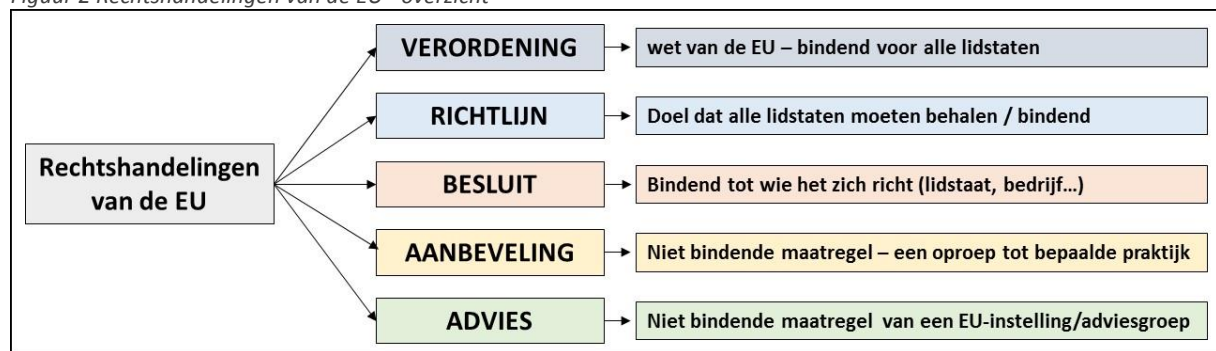 Figuur 2 Rechtshandelingen van de EU - overzicht
Rechtshandelingen
van de EU
VERORDENING
wet van de EU – bindend voor alle lidstaten
RICHTLIJN
Doel dat alle lidstaten moeten behalen / bindend
BESLUIT
Bindend tot wie het zich richt (lidstaat, bedrijf…)
AANBEVELING
Niet bindende maatregel – een oproep tot bepaalde praktijk
ADVIES
Niet bindende maatregel van een EU-instelling/adviesgroep